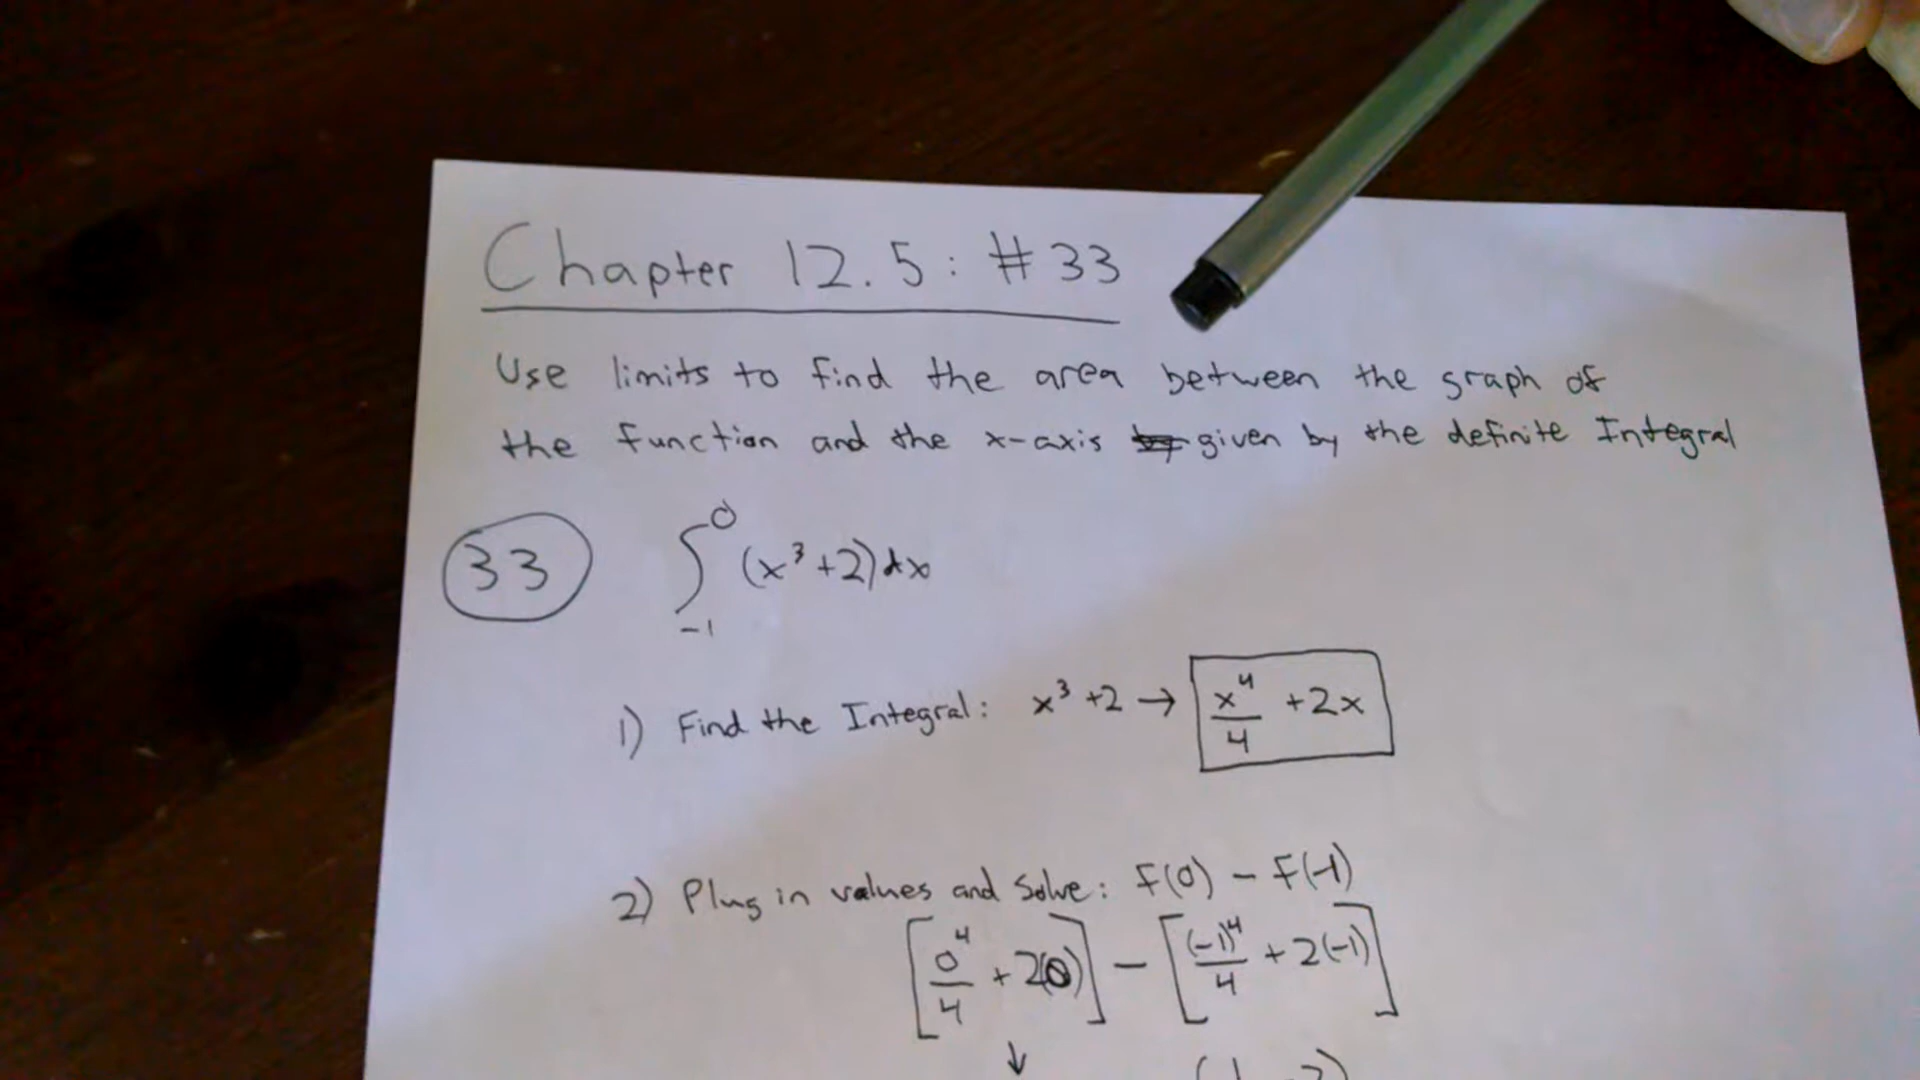 Chapter 12.5: #33
Use limits to find the area between the graph of
the function and the x-axis given by the definite Integral
33 ∫₋₁⁰ (x³+2)dx
1) Find the Integral: x³+2 → x⁴/4 + 2x
2) Plug in values and Solve: F(0) - F(-1)
[0⁴/4 + 2(0)] - [(-1)⁴/4 + 2(-1)]
↓